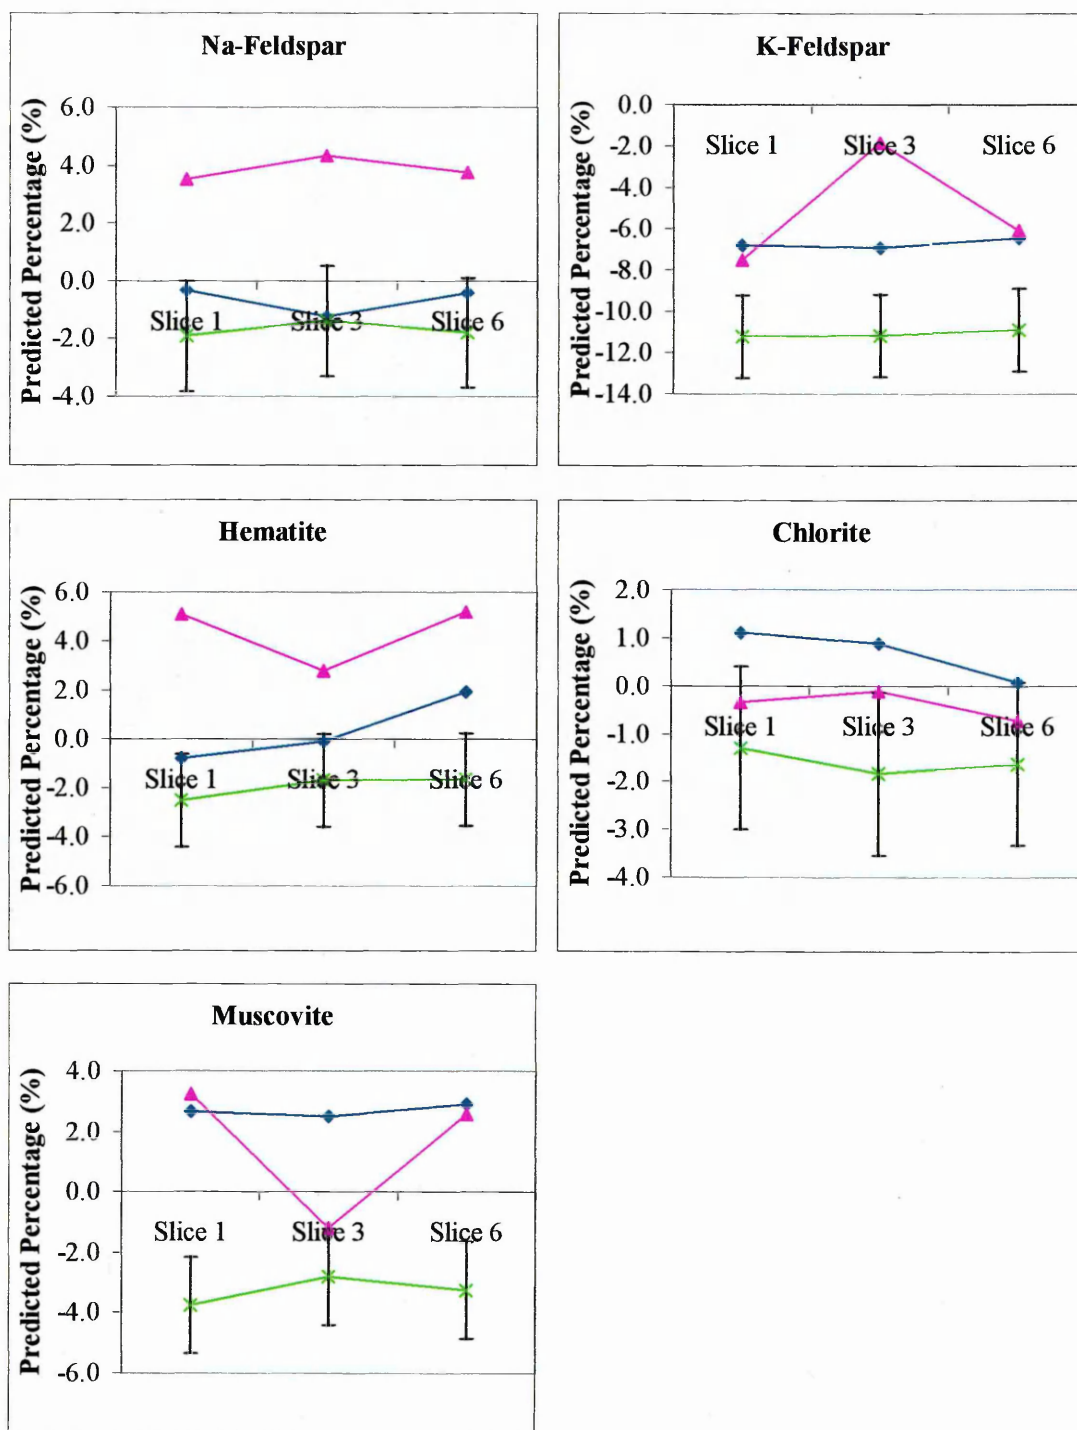 Na-Feldspar
Predicted Percentage (%)
6.0
4.0
2.0
0.0
-2.0
-4.0
Slice 1
Slice 3
Slice 6
K-Feldspar
Predicted Percentage (%)
0.0
-2.0
-4.0
-6.0
-8.0
-10.0
-12.0
-14.0
Slice 1
Slice 3
Slice 6
Hematite
Predicted Percentage (%)
6.0
4.0
2.0
0.0
-2.0
-4.0
-6.0
Slice 1
Slice 3
Slice 6
Chlorite
Predicted Percentage (%)
2.0
1.0
0.0
-1.0
-2.0
-3.0
-4.0
Slice 1
Slice 3
Slice 6
Muscovite
Predicted Percentage (%)
4.0
2.0
0.0
-2.0
-4.0
-6.0
Slice 1
Slice 3
Slice 6